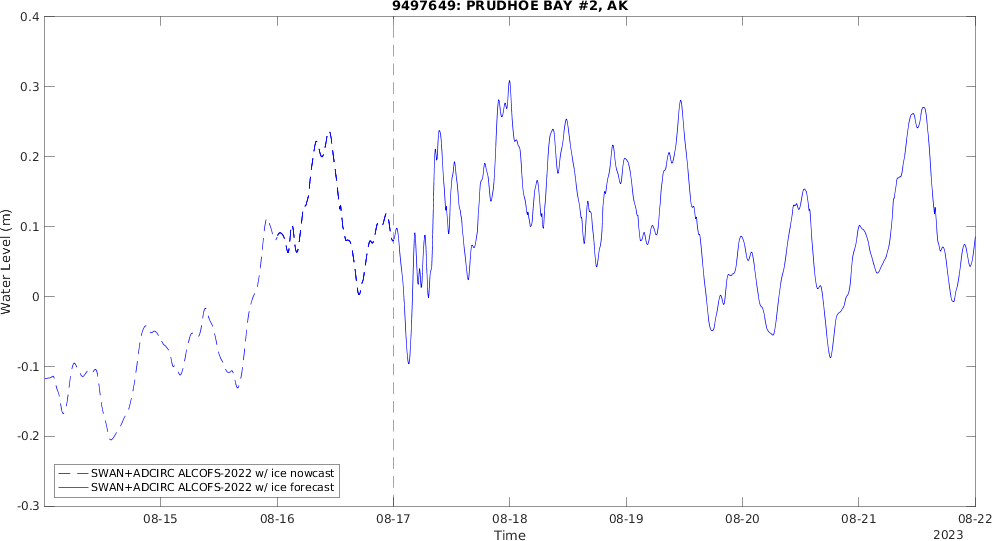 9497649: PRUDHOE BAY #2, AK
0.4
0.3
0.2
0.1
0
-0.1
-0.2
-0.3
Water Level (m)
SWAN+ADCIRC ALCOFS-2022 w/ ice nowcast
SWAN+ADCIRC ALCOFS-2022 w/ ice forecast
08-15 08-16 08-17 08-18 08-19 08-20 08-21 08-22
Time
2023